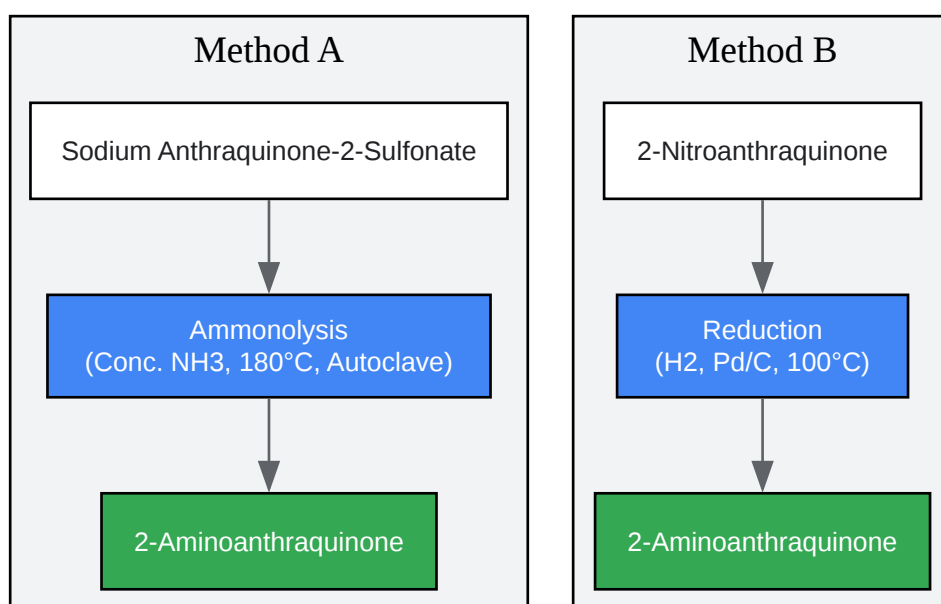 Method A
Sodium Anthraquinone-2-Sulfonate
Ammonolysis
(Conc. NH3, 180°C, Autoclave)
2-Aminoanthraquinone
Method B
2-Nitroanthraquinone
Reduction
(H2, Pd/C, 100°C)
2-Aminoanthraquinone